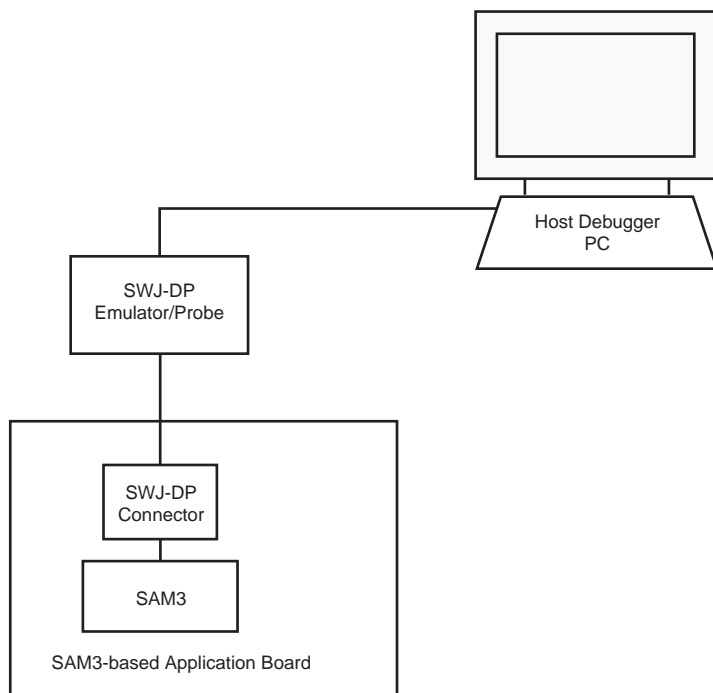 Host Debugger
PC
SWJ-DP
Emulator/Probe
SWJ-DP
Connector
SAM3
SAM3-based Application Board